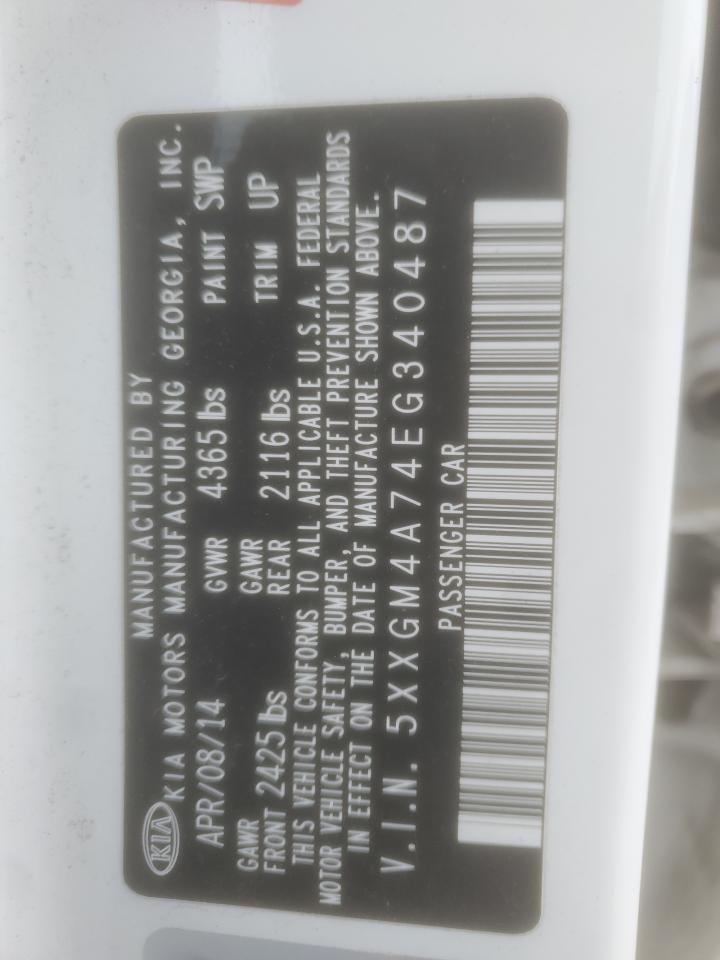 MANUFACTURED BY
KIA KIA MOTORS MANUFACTURING GEORGIA, INC.
APR/08/14 GVWR 4365 lbs PAINT SWP
GAWR GAWR
FRONT 2425 lbs REAR 2116 lbs TRIM UP
THIS VEHICLE CONFORMS TO ALL APPLICABLE U.S.A. FEDERAL
MOTOR VEHICLE SAFETY, BUMPER, AND THEFT PREVENTION STANDARDS
IN EFFECT ON THE DATE OF MANUFACTURE SHOWN ABOVE.
V.I.N. 5XXGM4A74EG340487
PASSENGER CAR